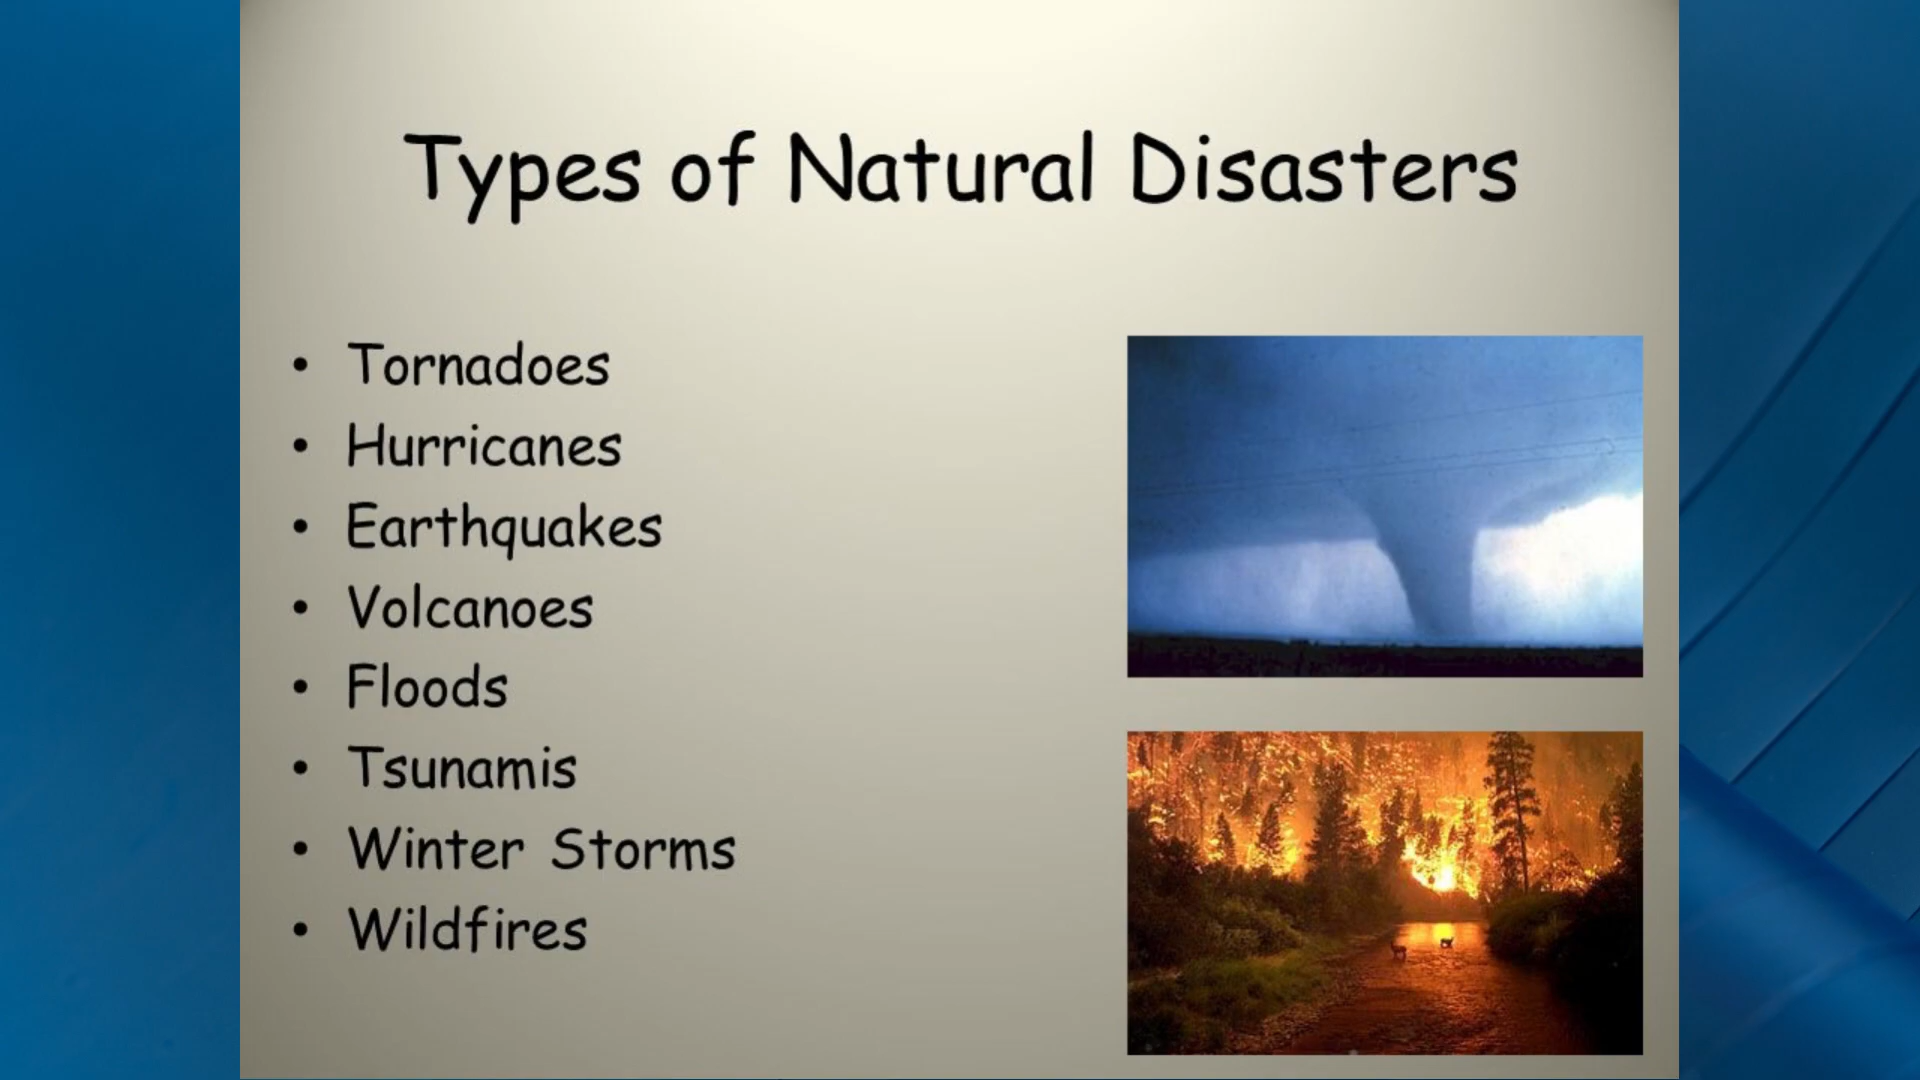 Types of Natural Disasters
• Tornadoes
• Hurricanes
• Earthquakes
• Volcanoes
• Floods
• Tsunamis
• Winter Storms
• Wildfires